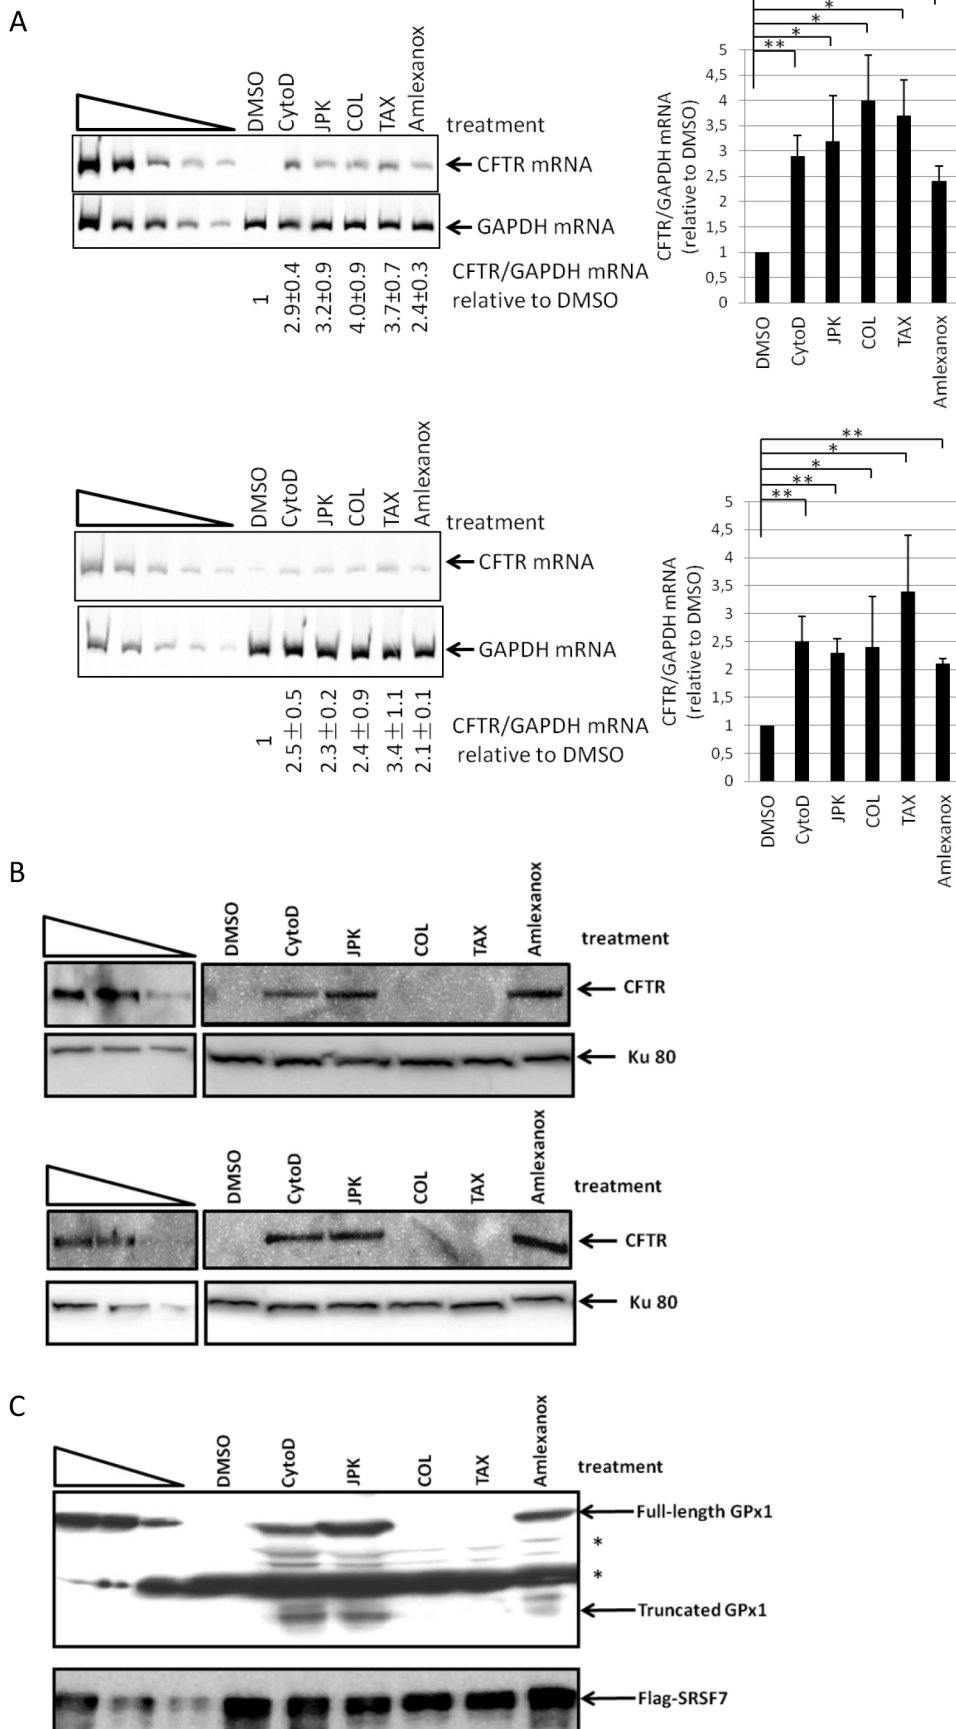 A
DMSO
CytoD
JPK
COL
TAX
Amlexanox
treatment
CFTR mRNA
GAPDH mRNA
CFTR/GAPDH mRNA
relative to DMSO
1
2.9±0.4
3.2±0.9
4.0±0.9
3.7±0.7
2.4±0.3
*
*
*
**
CFTR/GAPDH mRNA
(relative to DMSO)
5
4,5
4
3,5
3
2,5
2
1,5
1
0,5
0
DMSO
CytoD
JPK
COL
TAX
Amlexanox
DMSO
CytoD
JPK
COL
TAX
Amlexanox
treatment
CFTR mRNA
GAPDH mRNA
CFTR/GAPDH mRNA
relative to DMSO
1
2.5±0.5
2.3±0.2
2.4±0.9
3.4±1.1
2.1±0.1
**
*
*
**
**
CFTR/GAPDH mRNA
(relative to DMSO)
5
4,5
4
3,5
3
2,5
2
1,5
1
0,5
0
DMSO
CytoD
JPK
COL
TAX
Amlexanox
B
DMSO
CytoD
JPK
COL
TAX
Amlexanox
treatment
CFTR
Ku 80
DMSO
CytoD
JPK
COL
TAX
Amlexanox
treatment
CFTR
Ku 80
C
DMSO
CytoD
JPK
COL
TAX
Amlexanox
treatment
Full-length GPx1
*
*
Truncated GPx1
Flag-SRSF7